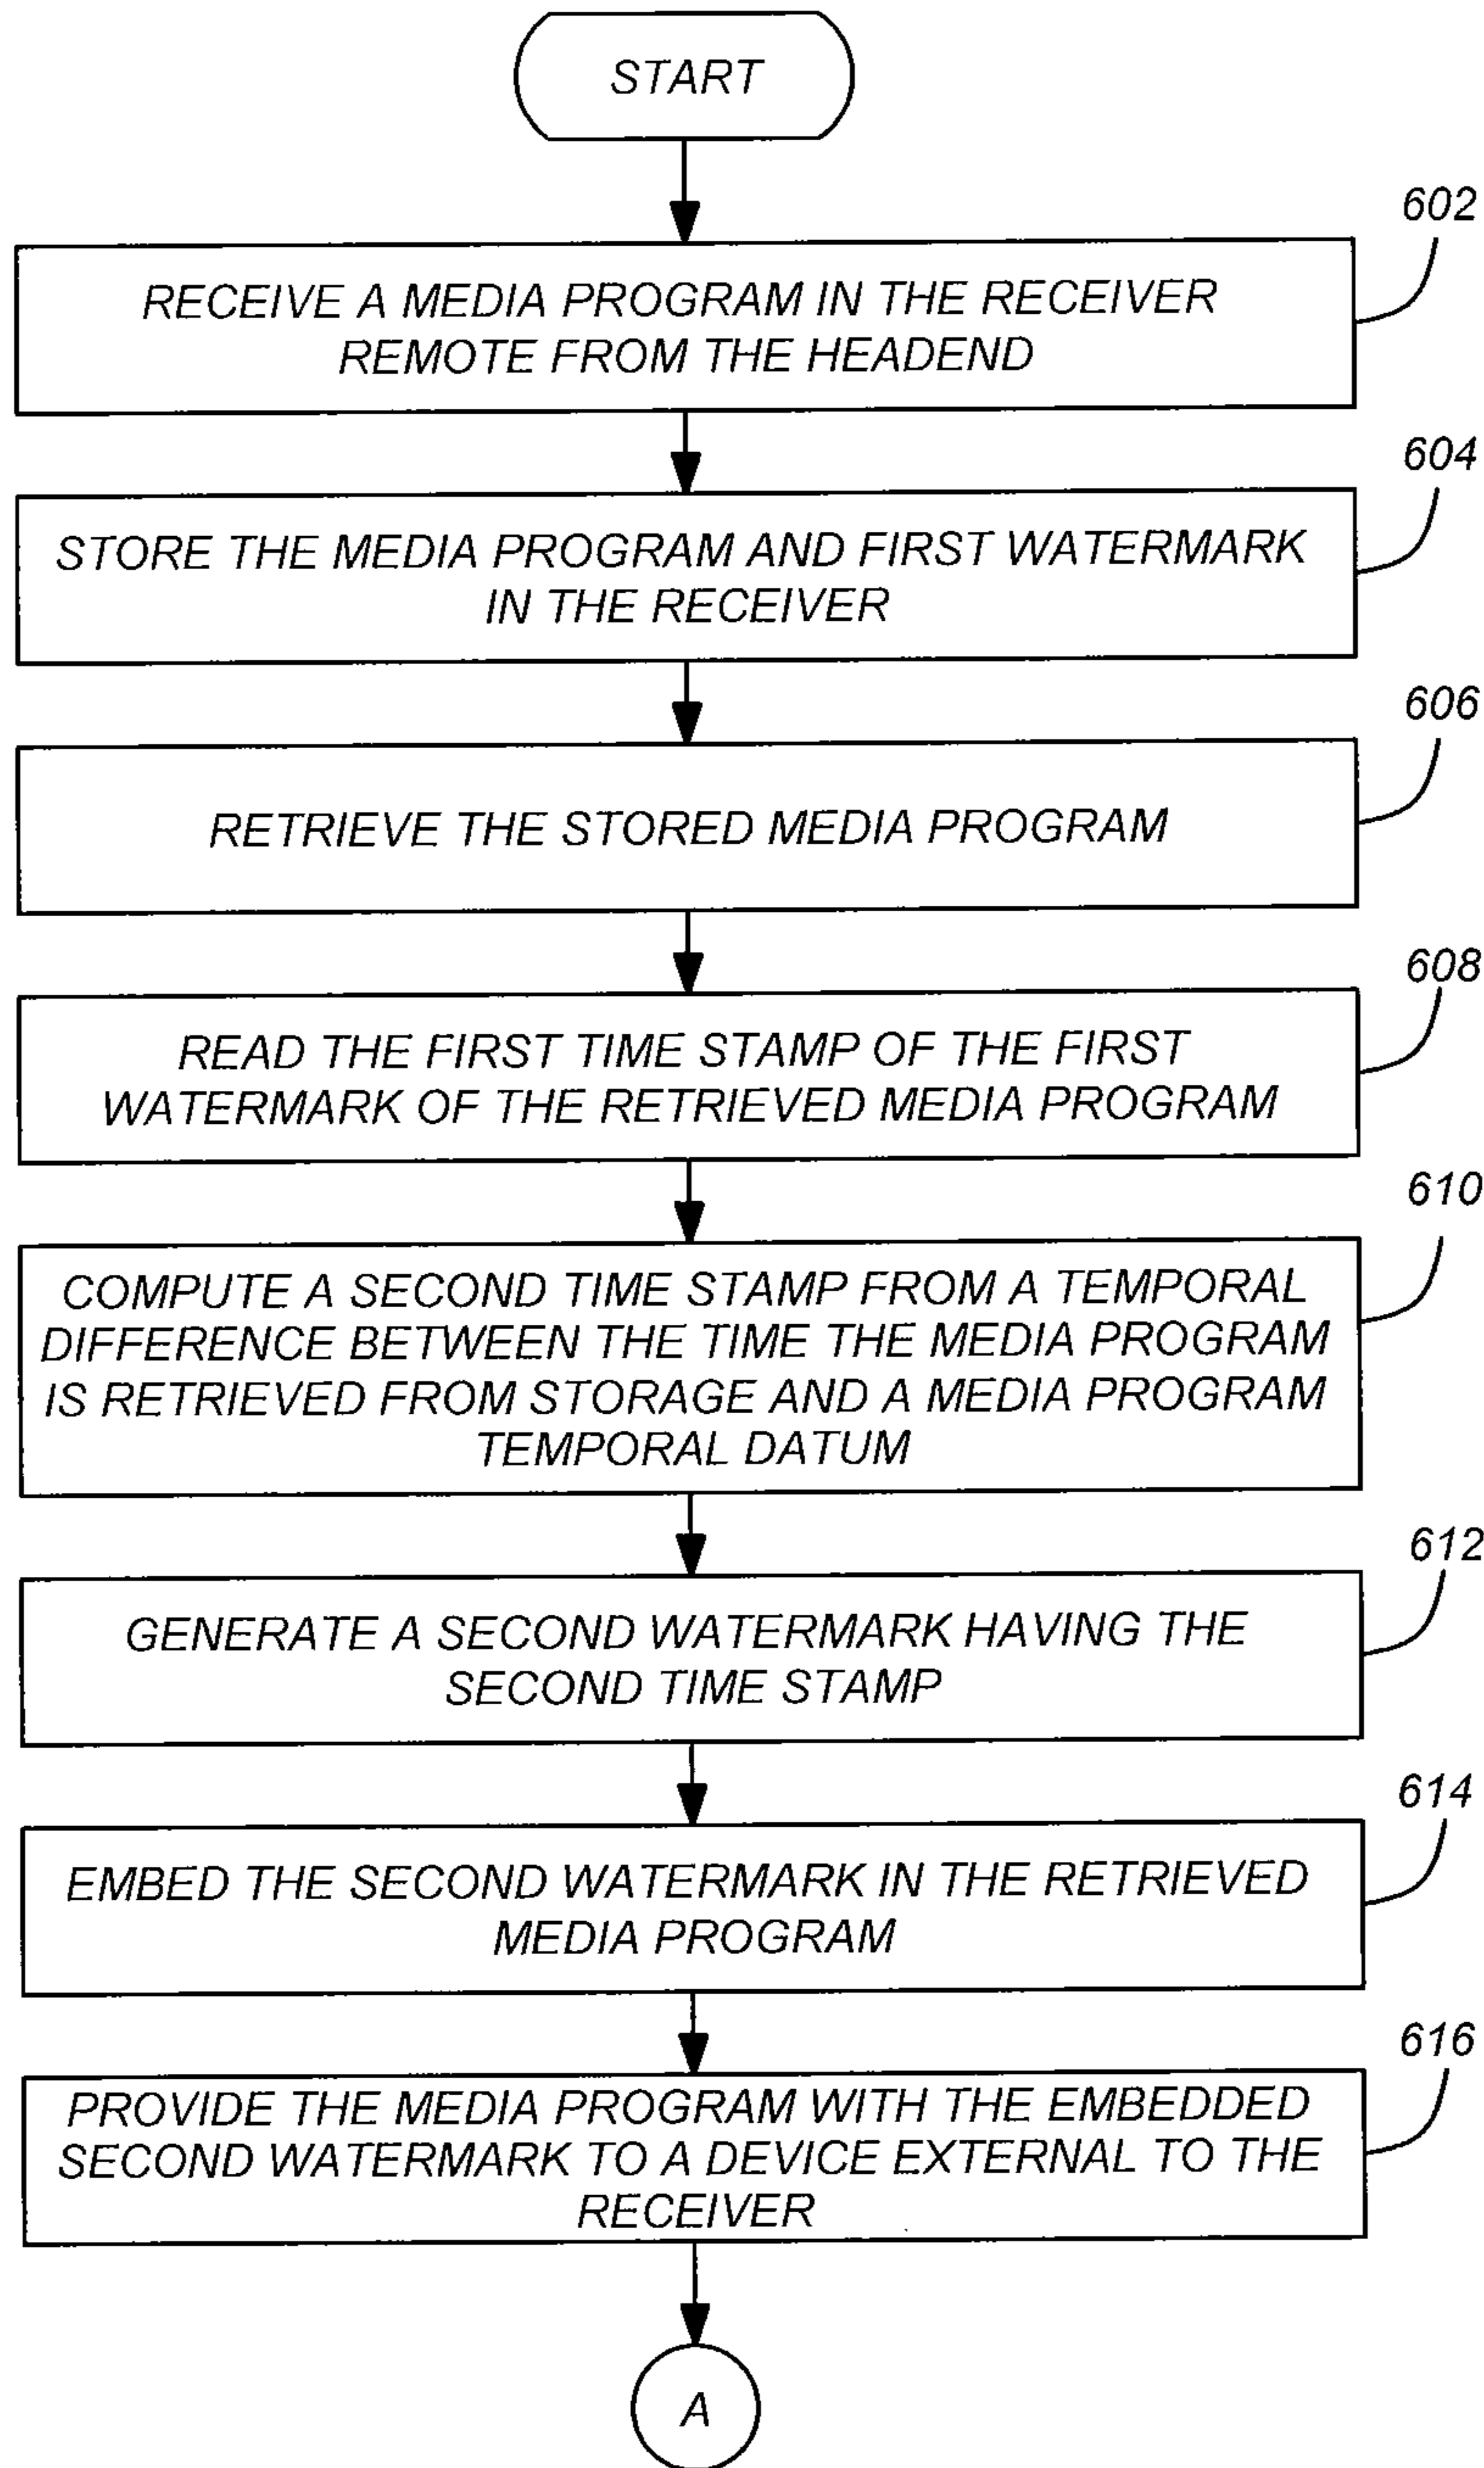 START
602
RECEIVE A MEDIA PROGRAM IN THE RECEIVER
REMOTE FROM THE HEADEND
604
STORE THE MEDIA PROGRAM AND FIRST WATERMARK
IN THE RECEIVER
606
RETRIEVE THE STORED MEDIA PROGRAM
608
READ THE FIRST TIME STAMP OF THE FIRST
WATERMARK OF THE RETRIEVED MEDIA PROGRAM
610
COMPUTE A SECOND TIME STAMP FROM A TEMPORAL
DIFFERENCE BETWEEN THE TIME THE MEDIA PROGRAM
IS RETRIEVED FROM STORAGE AND A MEDIA PROGRAM
TEMPORAL DATUM
612
GENERATE A SECOND WATERMARK HAVING THE
SECOND TIME STAMP
614
EMBED THE SECOND WATERMARK IN THE RETRIEVED
MEDIA PROGRAM
616
PROVIDE THE MEDIA PROGRAM WITH THE EMBEDDED
SECOND WATERMARK TO A DEVICE EXTERNAL TO THE
RECEIVER
A